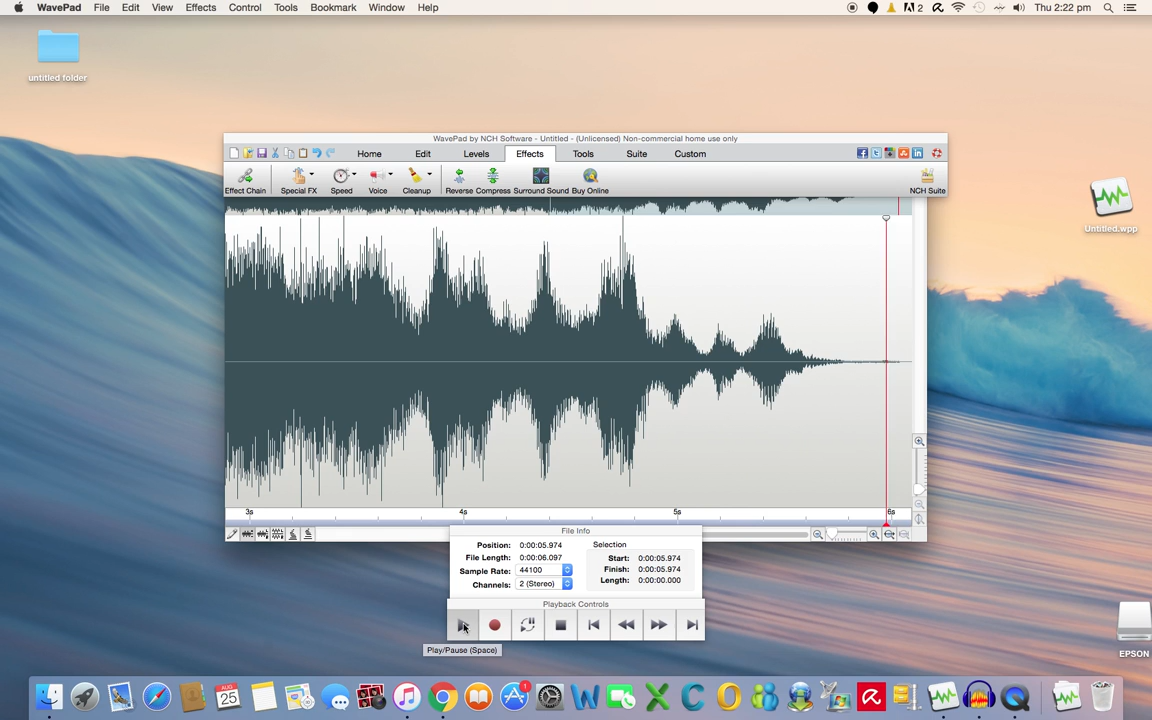 WavePad File Edit View Effects Control Tools Bookmark Window Help 2 Thu 2:22 pm
untitled folder
WavePad by NCH Software - Untitled - (Unlicensed) Non-commercial home use only
Home Edit Levels Effects Tools Suite Custom
Effect Chain Special FX Speed Voice Cleanup Reverse Compress Surround Sound Buy Online NCH Suite
Untitled.wpp
3s 4s 5s 6s
File Info
Position: 0:00:05.974
File Length: 0:00:06.097
Sample Rate: 44100
Channels: 2 (Stereo)
Selection
Start: 0:00:05.974
Finish: 0:00:05.974
Length: 0:00:00.000
Playback Controls
Play/Pause (Space)
EPSON
AUG
25
1